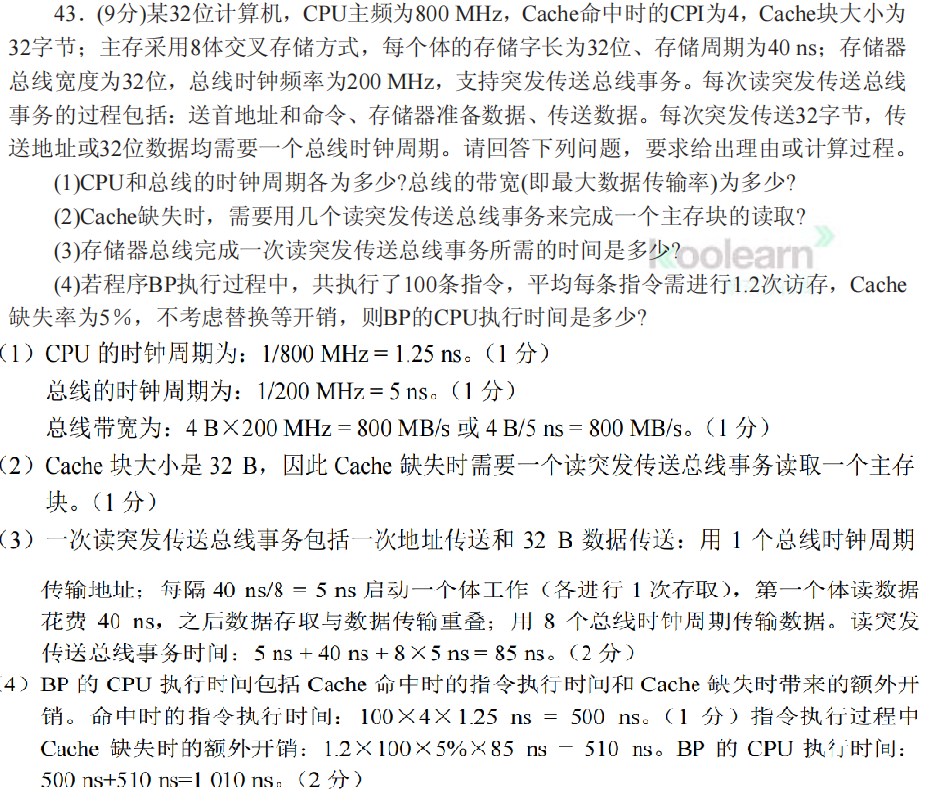 43．(9分)某32位计算机，CPU主频为800 MHz，Cache命中时的CPI为4，Cache块大小为
32字节；主存采用8体交叉存储方式，每个体的存储字长为32位、存储周期为40 ns；存储器
总线宽度为32位，总线时钟频率为200 MHz，支持突发传送总线事务。每次读突发传送总线
事务的过程包括：送首地址和命令、存储器准备数据、传送数据。每次突发传送32字节，传
送地址或32位数据均需要一个总线时钟周期。请回答下列问题，要求给出理由或计算过程。
(1)CPU和总线的时钟周期各为多少?总线的带宽(即最大数据传输率)为多少?
(2)Cache缺失时，需要用几个读突发传送总线事务来完成一个主存块的读取?
(3)存储器总线完成一次读突发传送总线事务所需的时间是多少?
koolearn
(4)若程序BP执行过程中，共执行了100条指令，平均每条指令需进行1.2次访存，Cache
缺失率为5％，不考虑替换等开销，则BP的CPU执行时间是多少?
(1）CPU 的时钟周期为：1/800 MHz = 1.25 ns。（1 分）
总线的时钟周期为：1/200 MHz = 5 ns。（1 分）
总线带宽为：4 B×200 MHz = 800 MB/s 或 4 B/5 ns = 800 MB/s。（1 分）
(2）Cache 块大小是 32 B，因此 Cache 缺失时需要一个读突发传送总线事务读取一个主存
块。（1 分）
(3）一次读突发传送总线事务包括一次地址传送和 32 B 数据传送：用 1 个总线时钟周期
传输地址；每隔 40 ns/8 = 5 ns 启动一个体工作（各进行 1 次存取），第一个体读数据
花费 40 ns，之后数据存取与数据传输重叠；用 8 个总线时钟周期传输数据。读突发
传送总线事务时间：5 ns + 40 ns + 8×5 ns = 85 ns。（2 分）
4）BP 的 CPU 执行时间包括 Cache 命中时的指令执行时间和 Cache 缺失时带来的额外开
销。命中时的指令执行时间：100×4×1.25 ns = 500 ns。（1 分）指令执行过程中
Cache 缺失时的额外开销：1.2×100×5%×85 ns = 510 ns。BP 的 CPU 执行时间：
500 ns+510 ns=1 010 ns。（2 分）